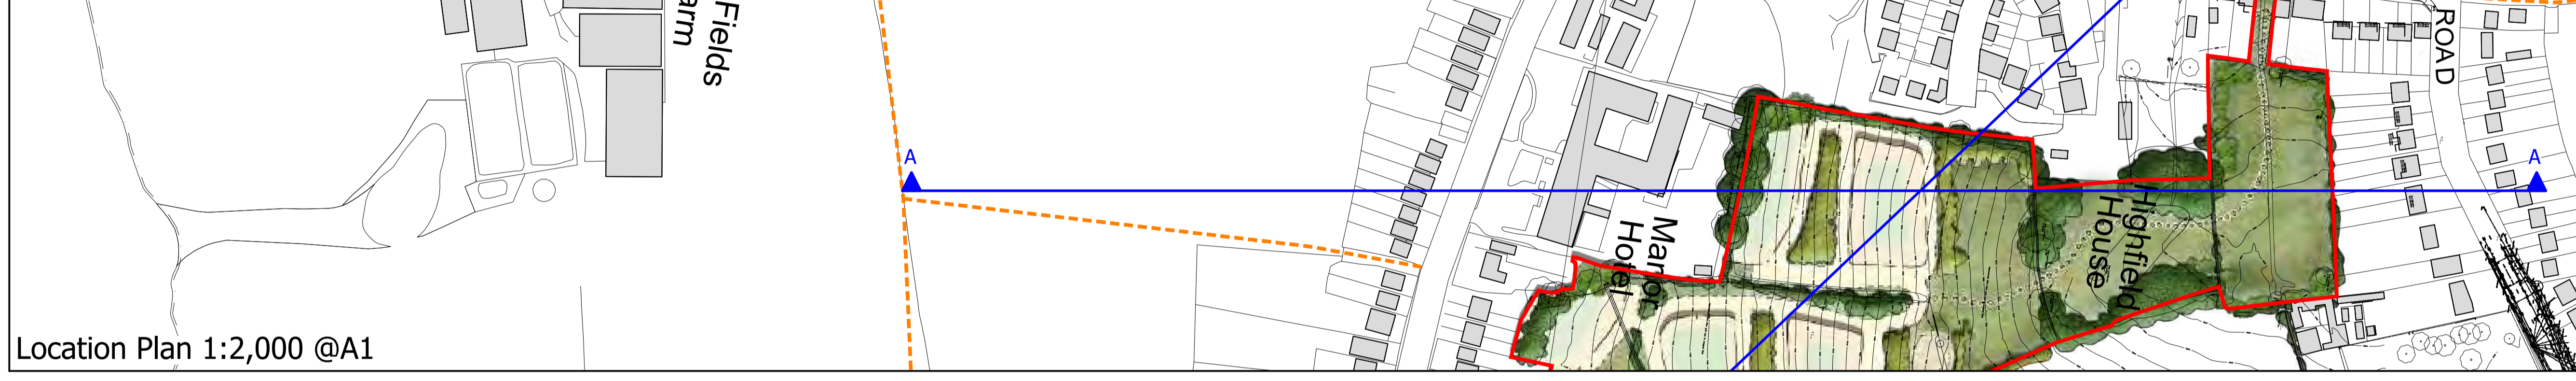 Fields
arm
ROAD
A
A
Manor
Hotel
Highfield
House
Location Plan 1:2,000 @A1